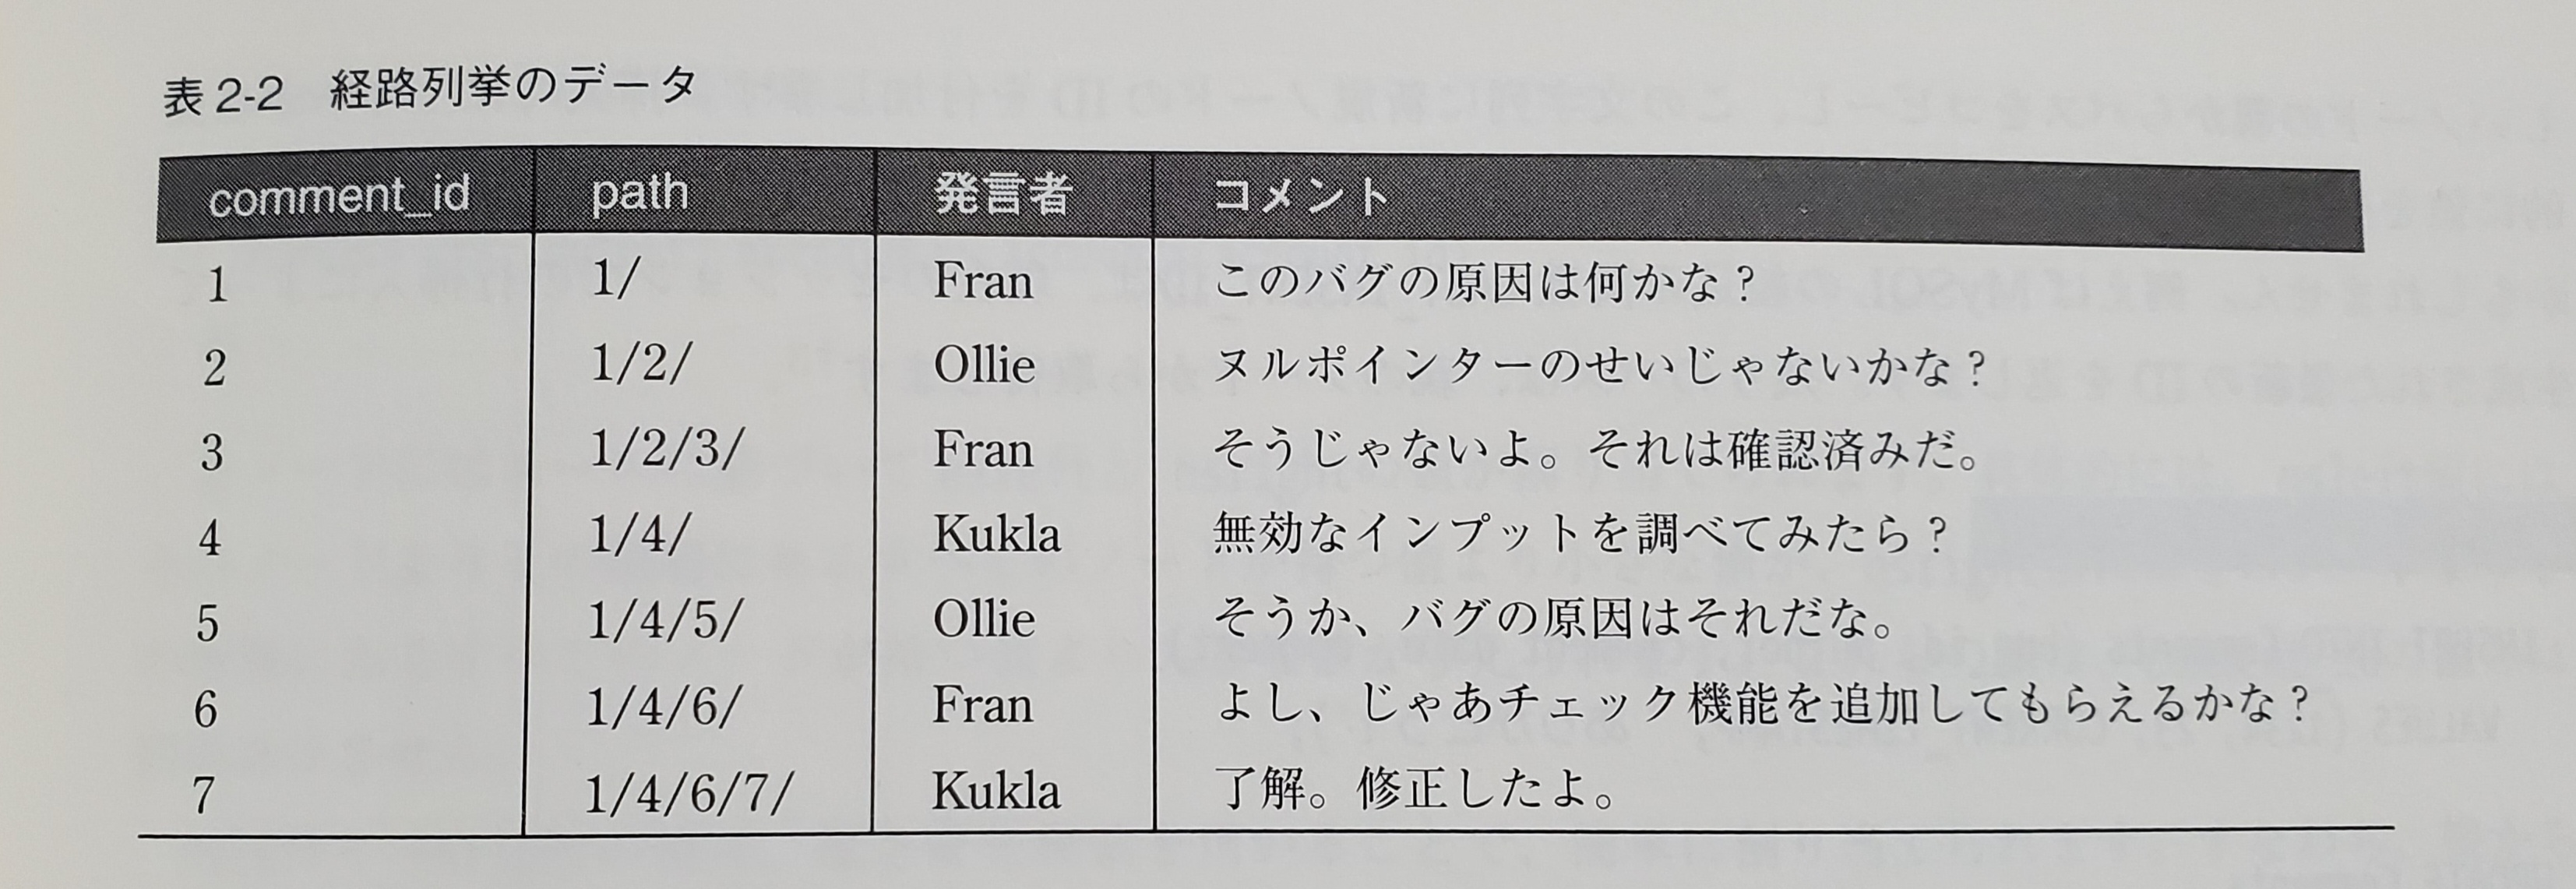 表2-2 経路列挙のデータ
comment_id path 発言者 コメント
1 1/ Fran このバグの原因は何かな？
2 1/2/ Ollie ヌルポインターのせいじゃないかな？
3 1/2/3/ Fran そうじゃないよ。それは確認済みだ。
4 1/4/ Kukla 無効なインプットを調べてみたら？
5 1/4/5/ Ollie そうか、バグの原因はそれだな。
6 1/4/6/ Fran よし、じゃあチェック機能を追加してもらえるかな？
7 1/4/6/7/ Kukla 了解。修正したよ。